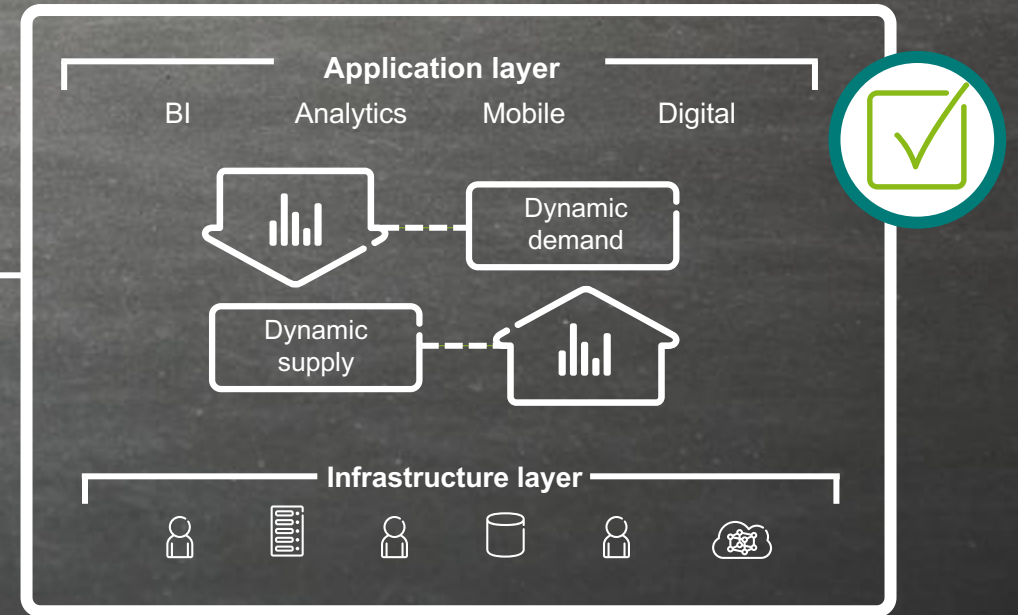 Application layer
BI Analytics Mobile Digital
Dynamic
demand
Dynamic
supply
Infrastructure layer